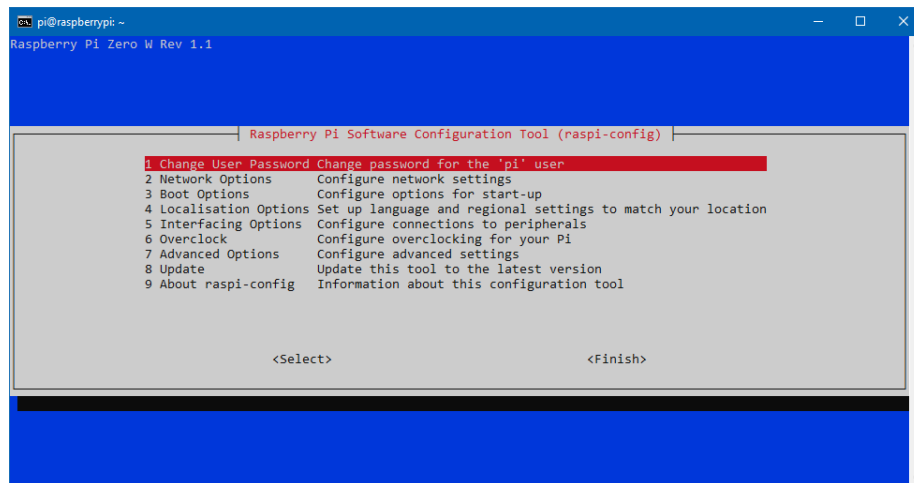 pi@raspberrypi: ~
Raspberry Pi Zero W Rev 1.1
Raspberry Pi Software Configuration Tool (raspi-config)
1 Change User Password Change password for the 'pi' user
2 Network Options Configure network settings
3 Boot Options Configure options for start-up
4 Localisation Options Set up language and regional settings to match your location
5 Interfacing Options Configure connections to peripherals
6 Overclock Configure overclocking for your Pi
7 Advanced Options Configure advanced settings
8 Update Update this tool to the latest version
9 About raspi-config Information about this configuration tool
<Select> <Finish>